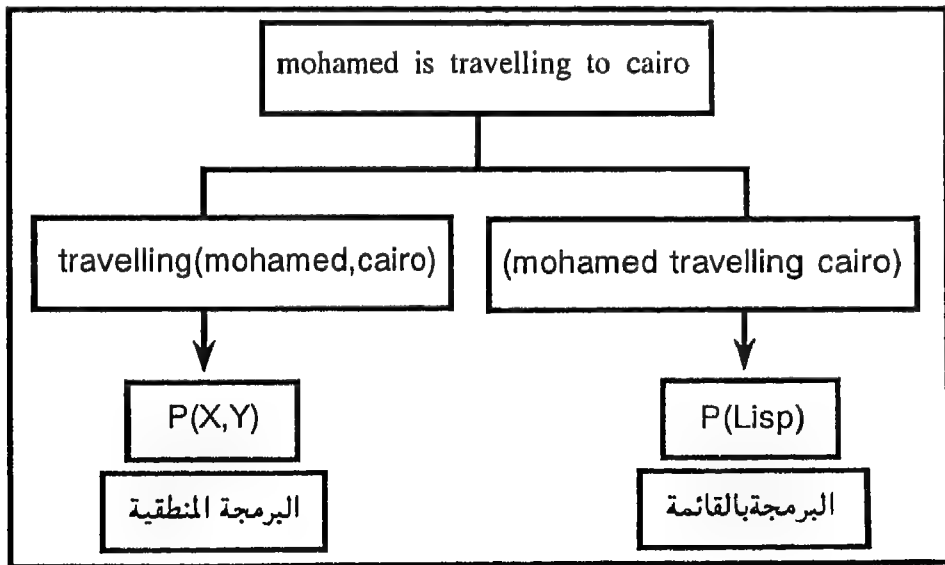 mohamed is travelling to cairo
travelling(mohamed,cairo)
(mohamed travelling cairo)
P(X,Y)
P(Lisp)
البرمجة المنطقية
البرمجةبالقائمة